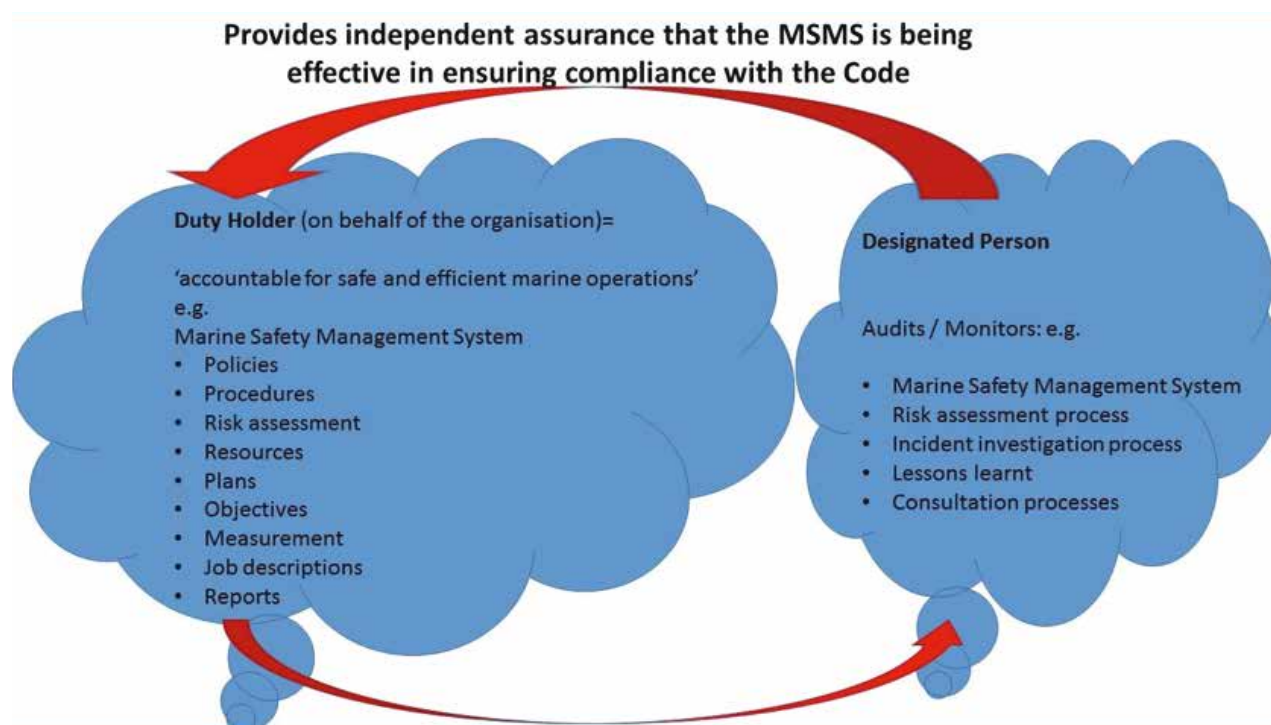 Provides independent assurance that the MSMS is being
effective in ensuring compliance with the Code
Duty Holder (on behalf of the organisation)=
‘accountable for safe and efficient marine operations’
e.g.
Marine Safety Management System
• Policies
• Procedures
• Risk assessment
• Resources
• Plans
• Objectives
• Measurement
• Job descriptions
• Reports
Designated Person
Audits / Monitors: e.g.
• Marine Safety Management System
• Risk assessment process
• Incident investigation process
• Lessons learnt
• Consultation processes